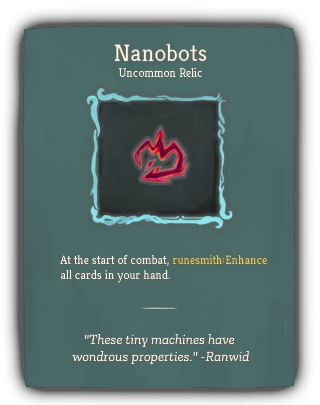 Nanobots
Uncommon Relic
At the start of combat, runesmith:Enhance
all cards in your hand.
"These tiny machines have
wondrous properties." -Ranwid